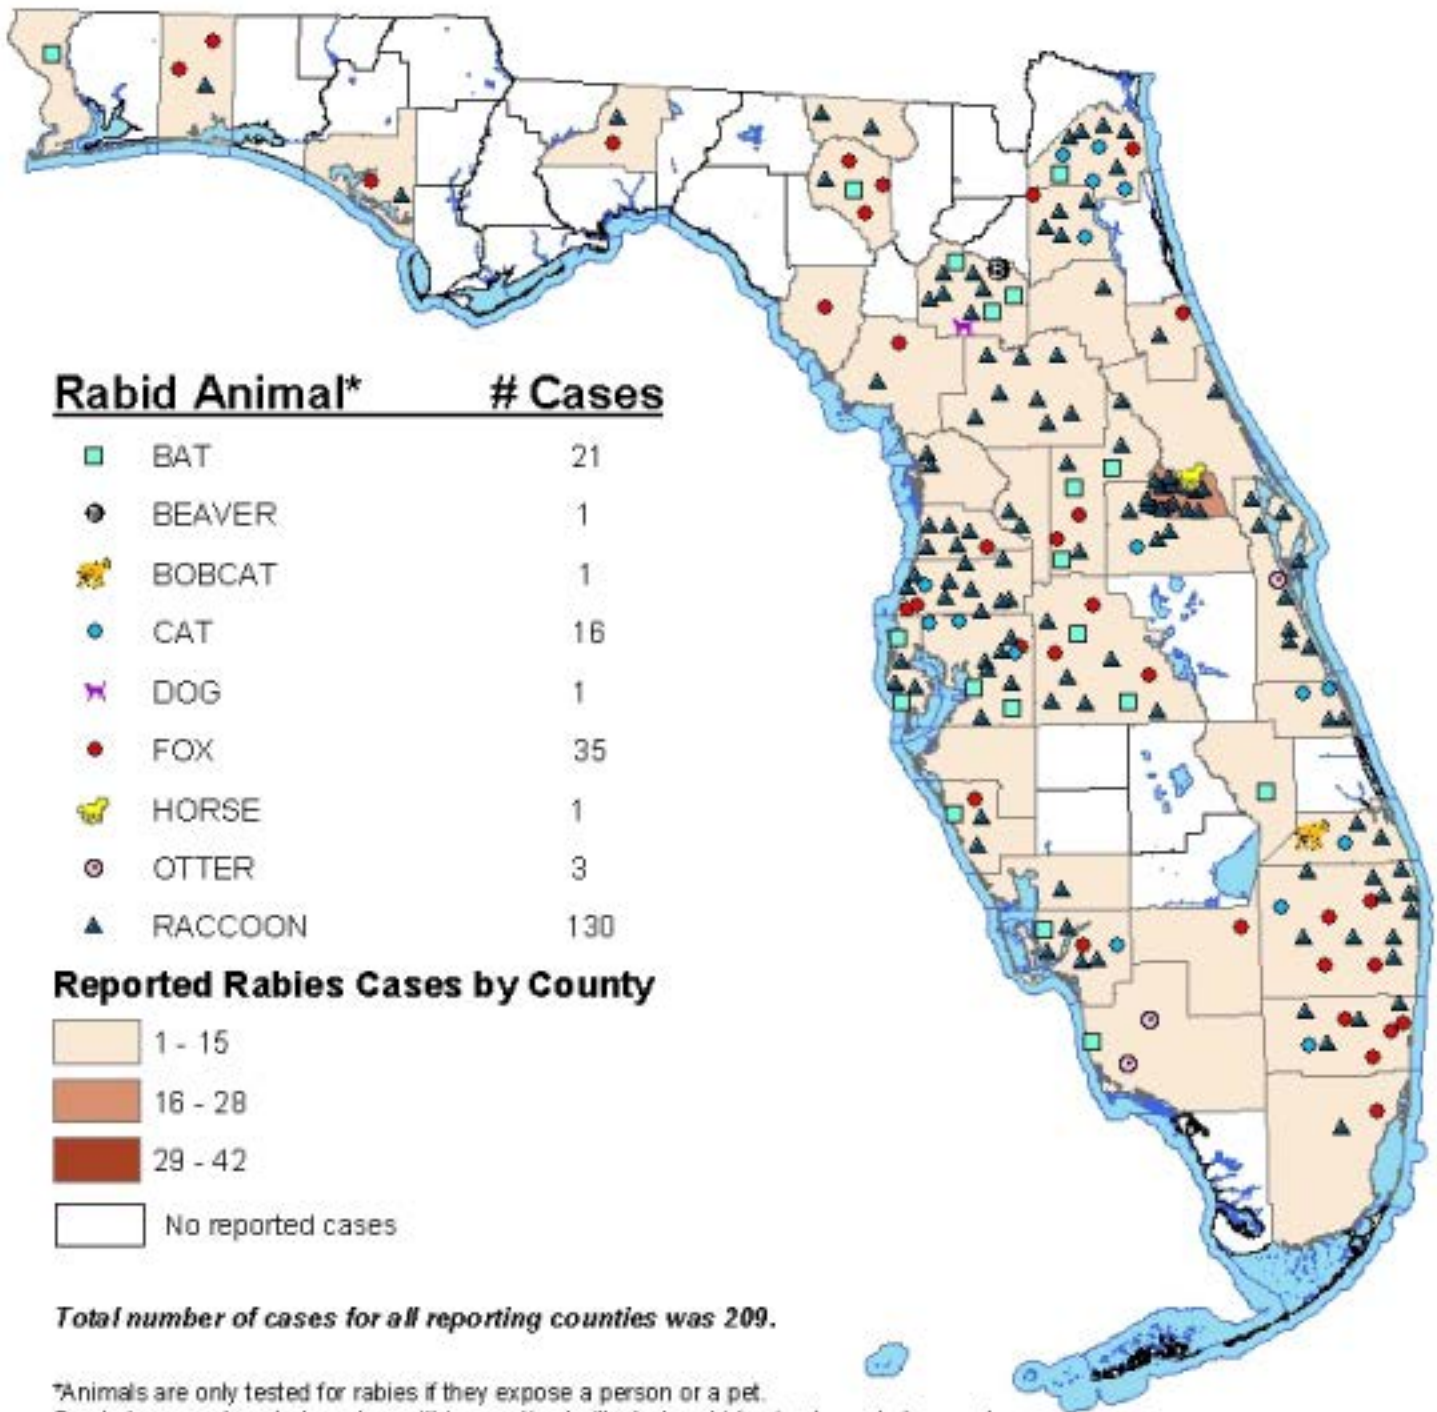 Rabid Animal* # Cases
BAT 21
BEAVER 1
BOBCAT 1
CAT 16
DOG 1
FOX 35
HORSE 1
OTTER 3
RACCOON 130
Reported Rabies Cases by County
1 - 15
16 - 28
29 - 42
No reported cases
Total number of cases for all reporting counties was 209.
*Animals are only tested for rabies if they expose a person or a pet.
B